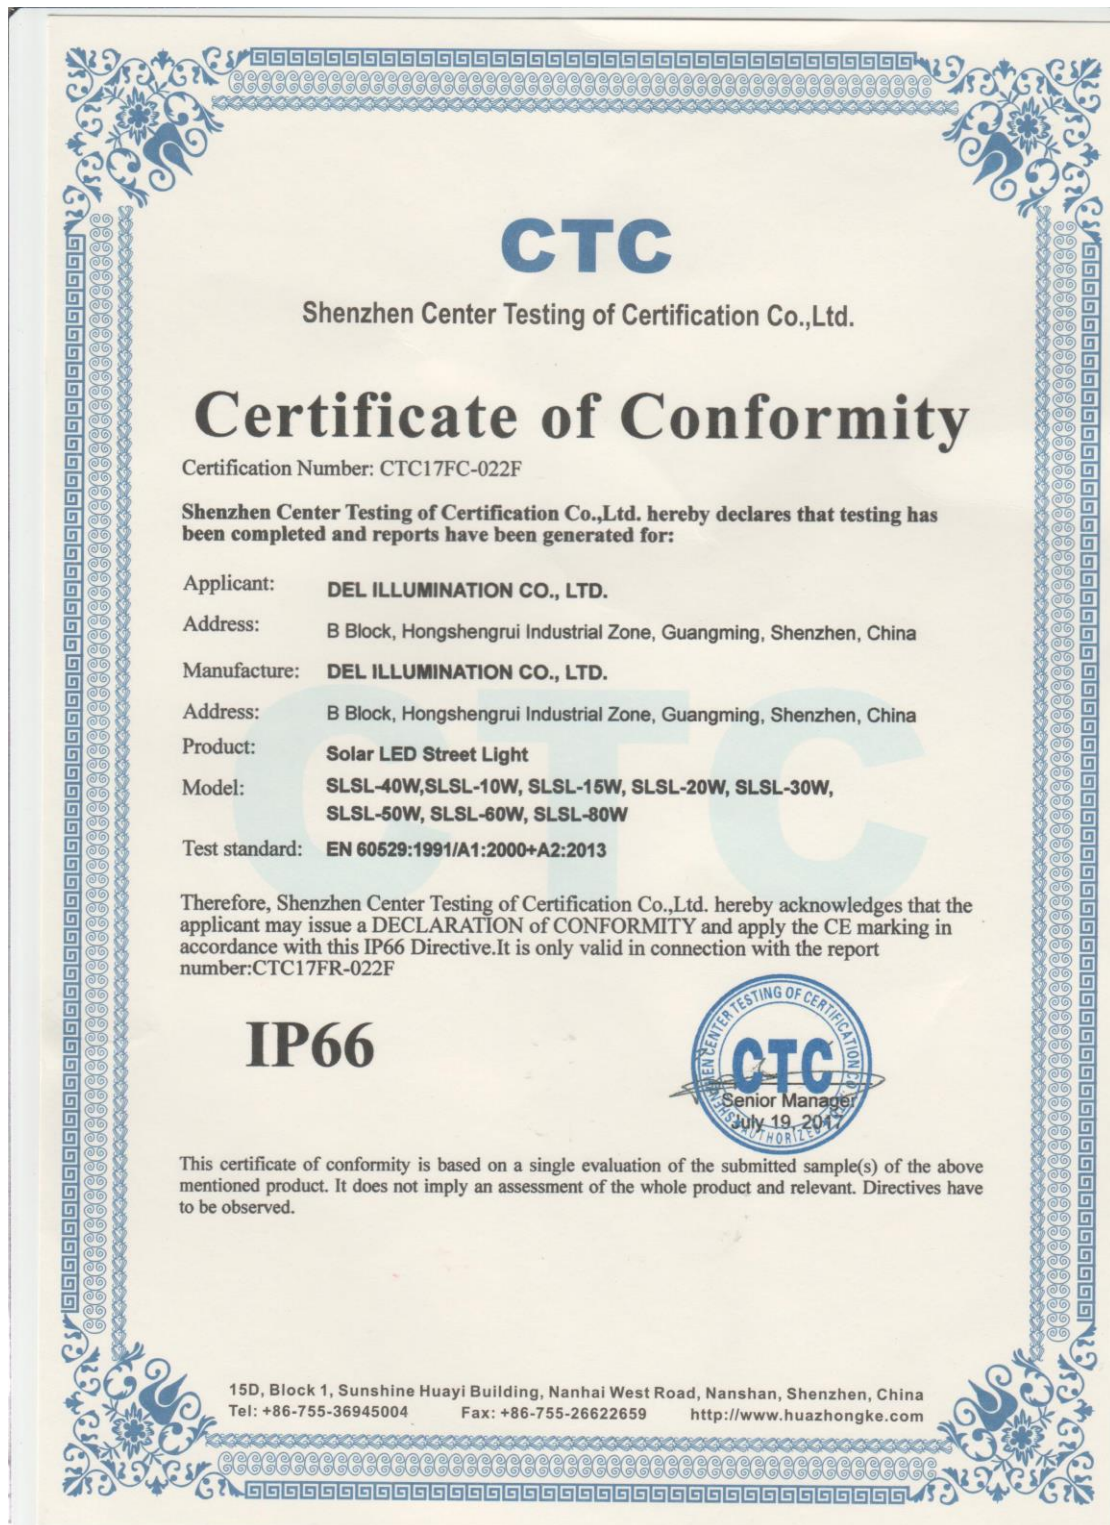 CTC
Shenzhen Center Testing of Certification Co.,Ltd.
Certificate of Conformity
Certification Number: CTC17FC-022F
Shenzhen Center Testing of Certification Co.,Ltd. hereby declares that testing has
been completed and reports have been generated for:
Applicant: DEL ILLUMINATION CO., LTD.
Address: B Block, Hongshengrui Industrial Zone, Guangming, Shenzhen, China
Manufacture: DEL ILLUMINATION CO., LTD.
Address: B Block, Hongshengrui Industrial Zone, Guangming, Shenzhen, China
Product: Solar LED Street Light
Model: SLSL-40W,SLSL-10W, SLSL-15W, SLSL-20W, SLSL-30W,
SLSL-50W, SLSL-60W, SLSL-80W
Test standard: EN 60529:1991/A1:2000+A2:2013
CTC
Therefore, Shenzhen Center Testing of Certification Co.,Ltd. hereby acknowledges that the
applicant may issue a DECLARATION of CONFORMITY and apply the CE marking in
accordance with this IP66 Directive.It is only valid in connection with the report
number:CTC17FR-022F
IP66
CENTER TESTING OF CERTIFICATION CO
CTC
Senior Manager
July 19, 2017
AUTHORIZED
This certificate of conformity is based on a single evaluation of the submitted sample(s) of the above
mentioned product. It does not imply an assessment of the whole product and relevant. Directives have
to be observed.
15D, Block 1, Sunshine Huayi Building, Nanhai West Road, Nanshan, Shenzhen, China
Tel: +86-755-36945004 Fax: +86-755-26622659 http://www.huazhongke.com